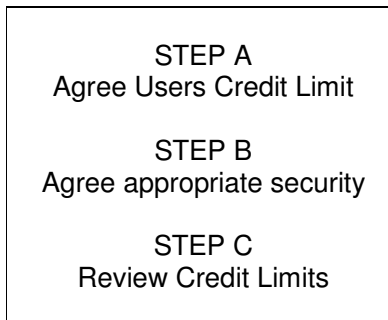 STEP A
Agree Users Credit Limit
STEP B
Agree appropriate security
STEP C
Review Credit Limits